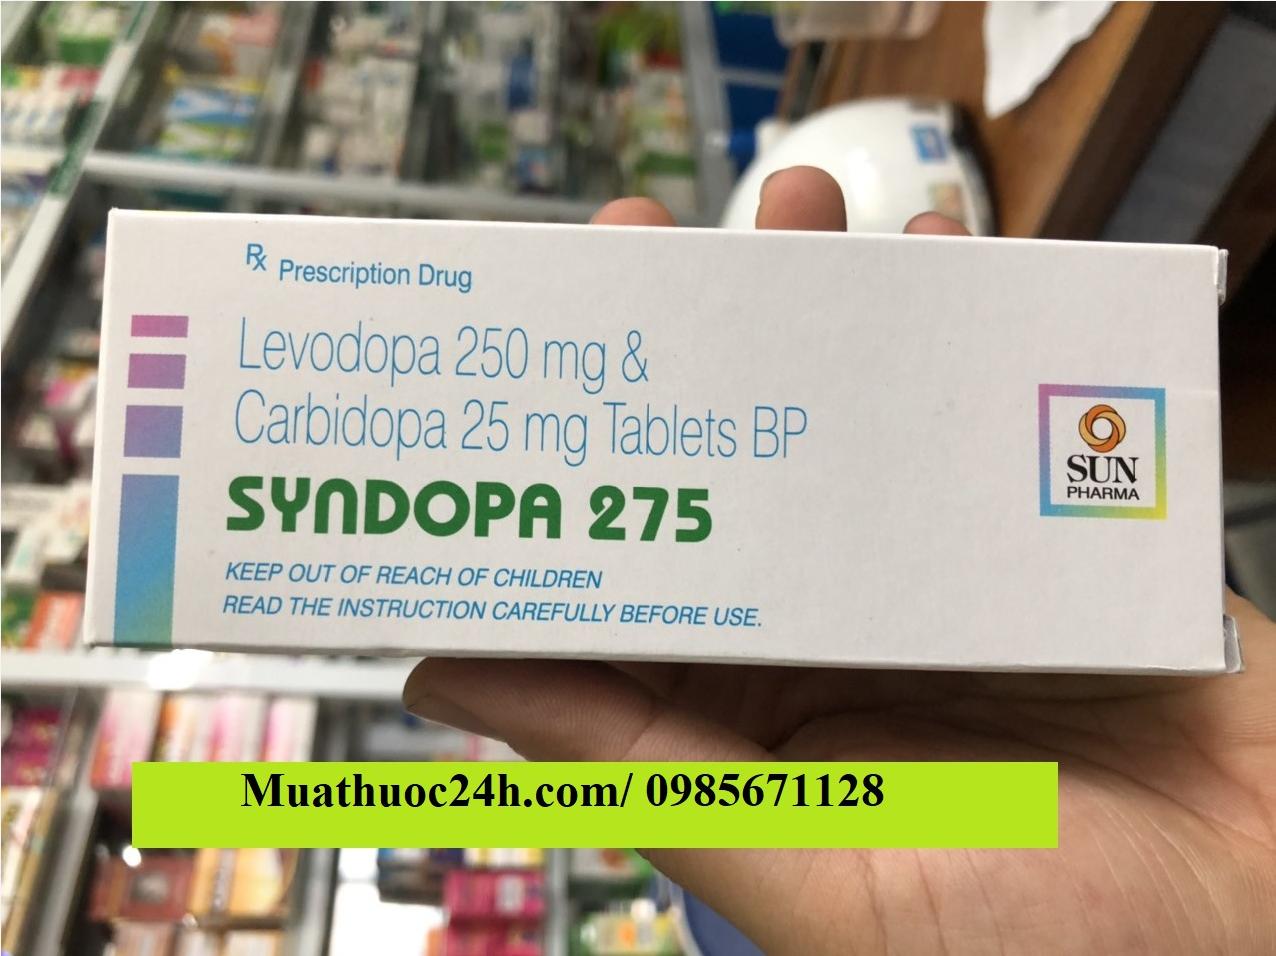 Rx Prescription Drug
Levodopa 250 mg &
Carbidopa 25 mg Tablets BP
SYNDOPA 275
SUN
PHARMA
KEEP OUT OF REACH OF CHILDREN
READ THE INSTRUCTION CAREFULLY BEFORE USE.
Muathuoc24h.com/ 0985671128